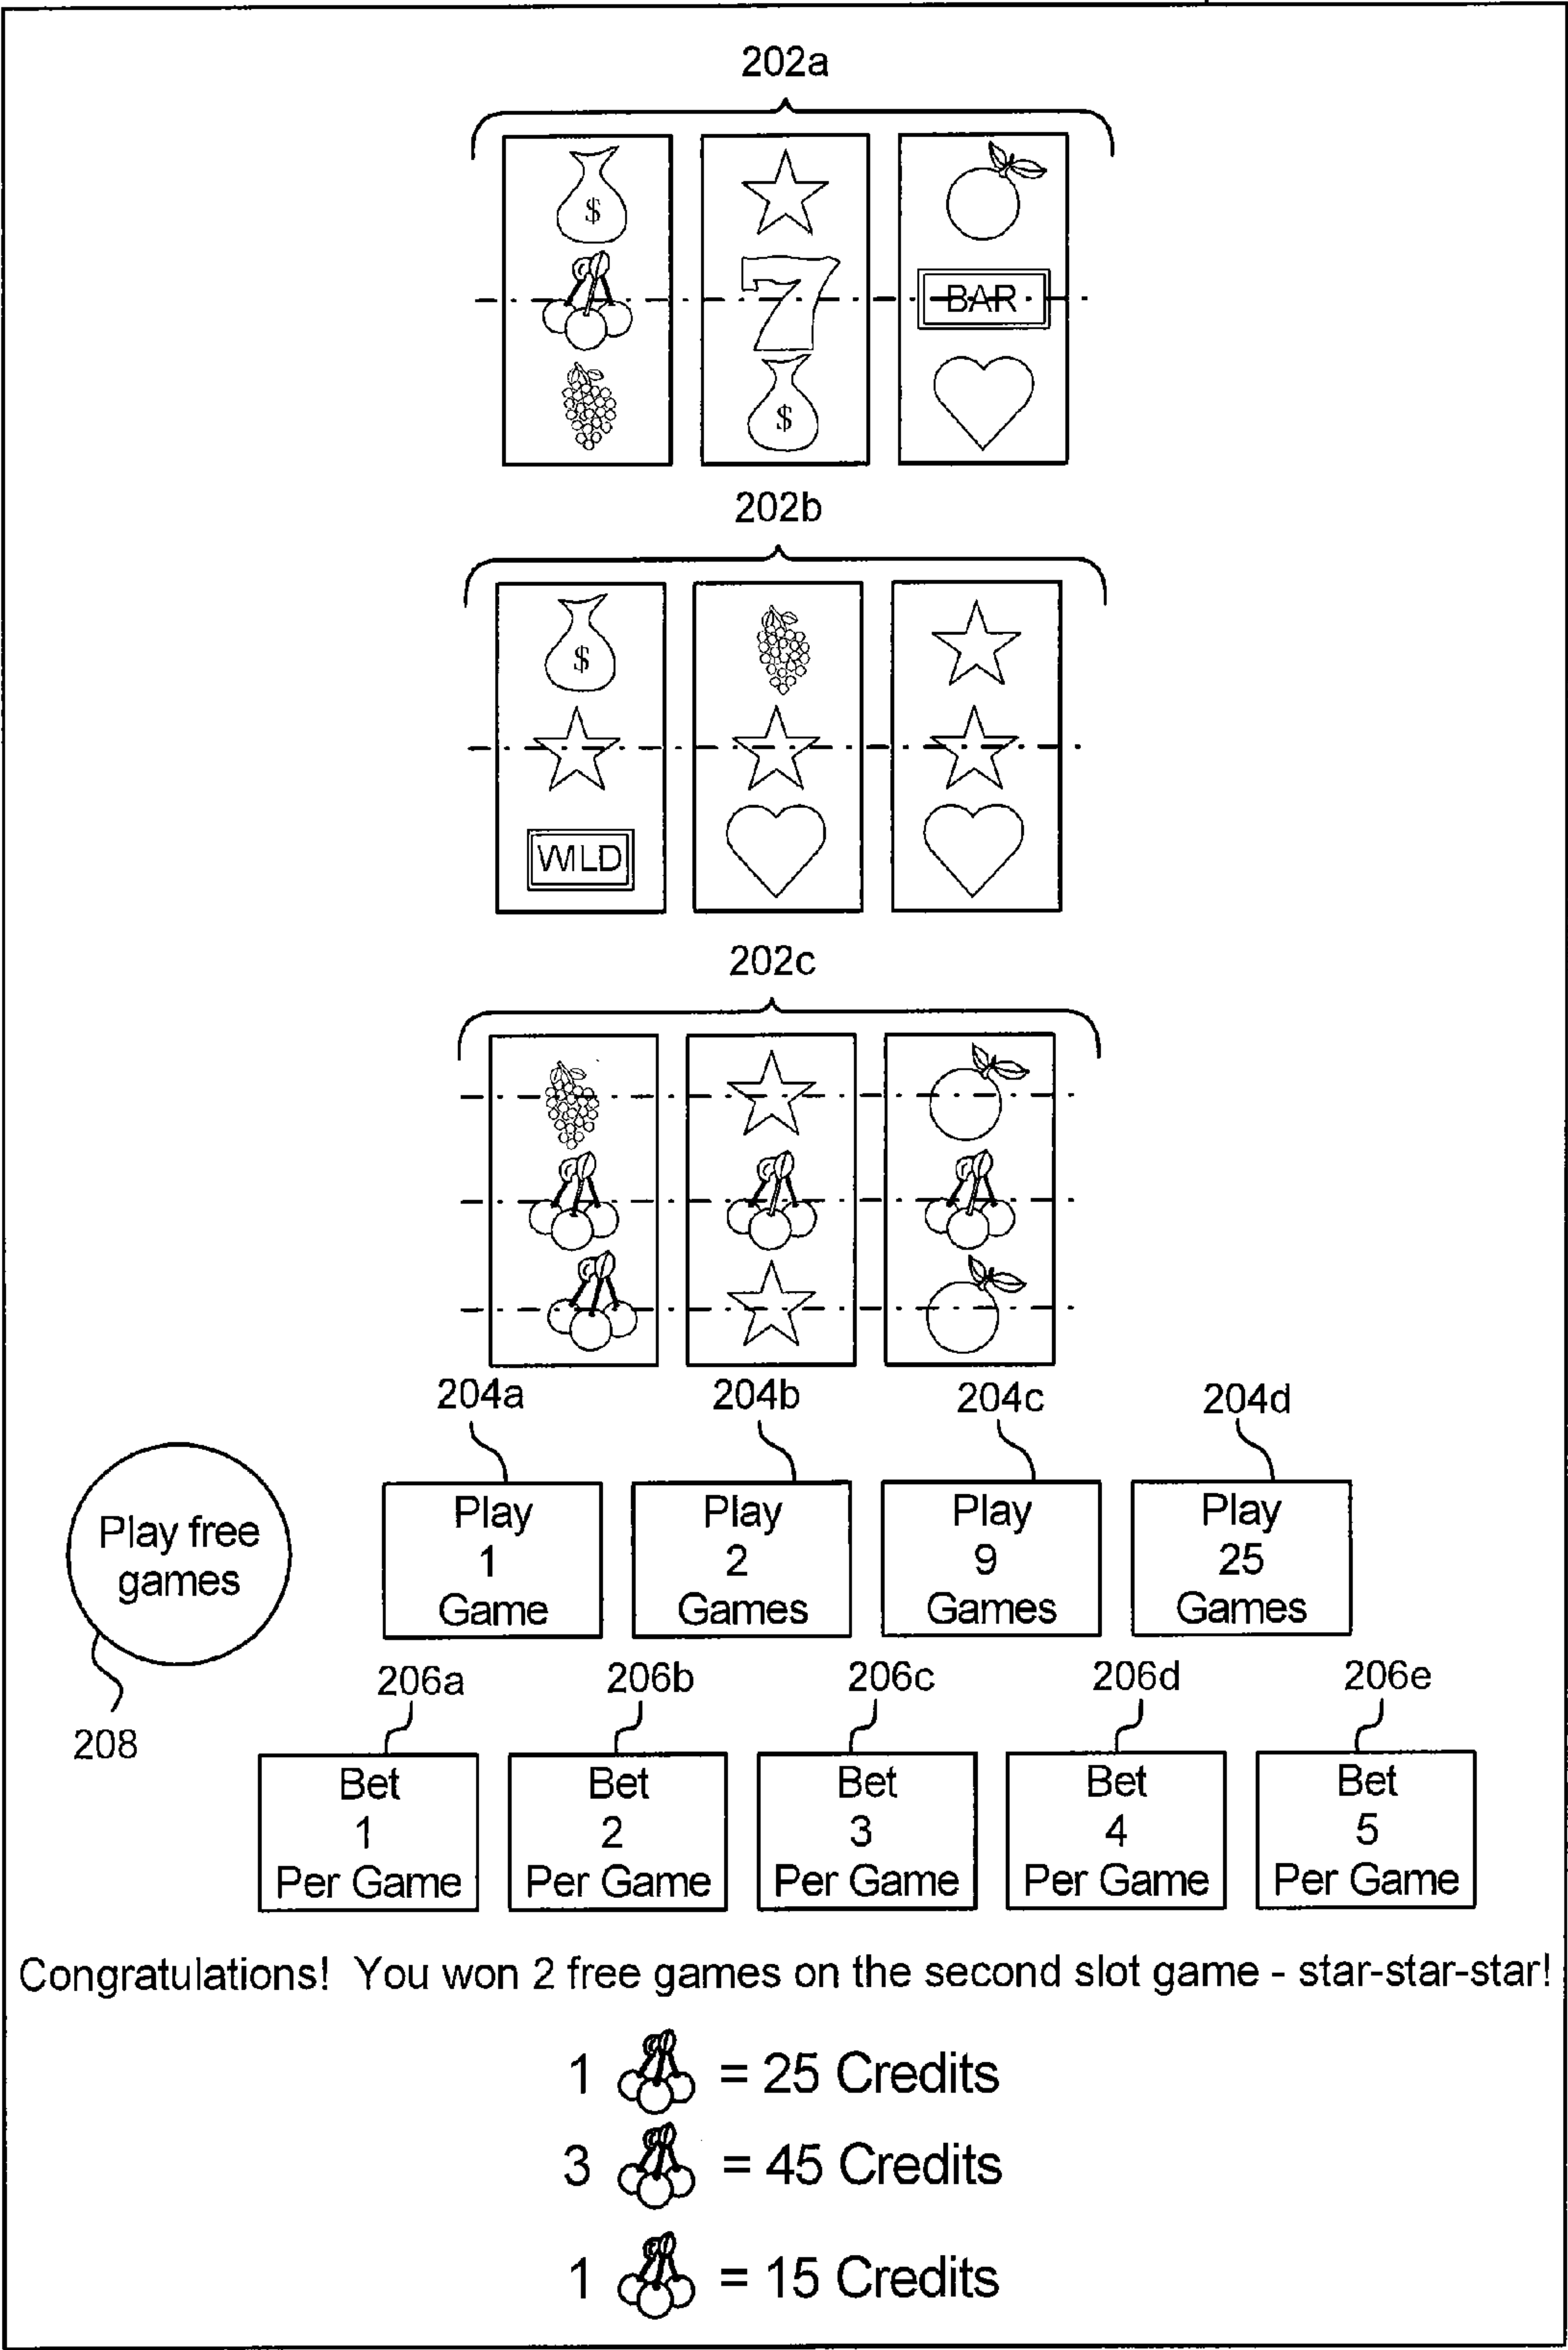 202a
$
$
BAR
202b
$
WILD
202c
204a 204b 204c 204d
Play free
games
Play
1
Game
Play
2
Games
Play
9
Games
Play
25
Games
208
206a 206b 206c 206d 206e
Bet
1
Per Game
Bet
2
Per Game
Bet
3
Per Game
Bet
4
Per Game
Bet
5
Per Game
Congratulations! You won 2 free games on the second slot game - star-star-star!
1 = 25 Credits
3 = 45 Credits
1 = 15 Credits
7